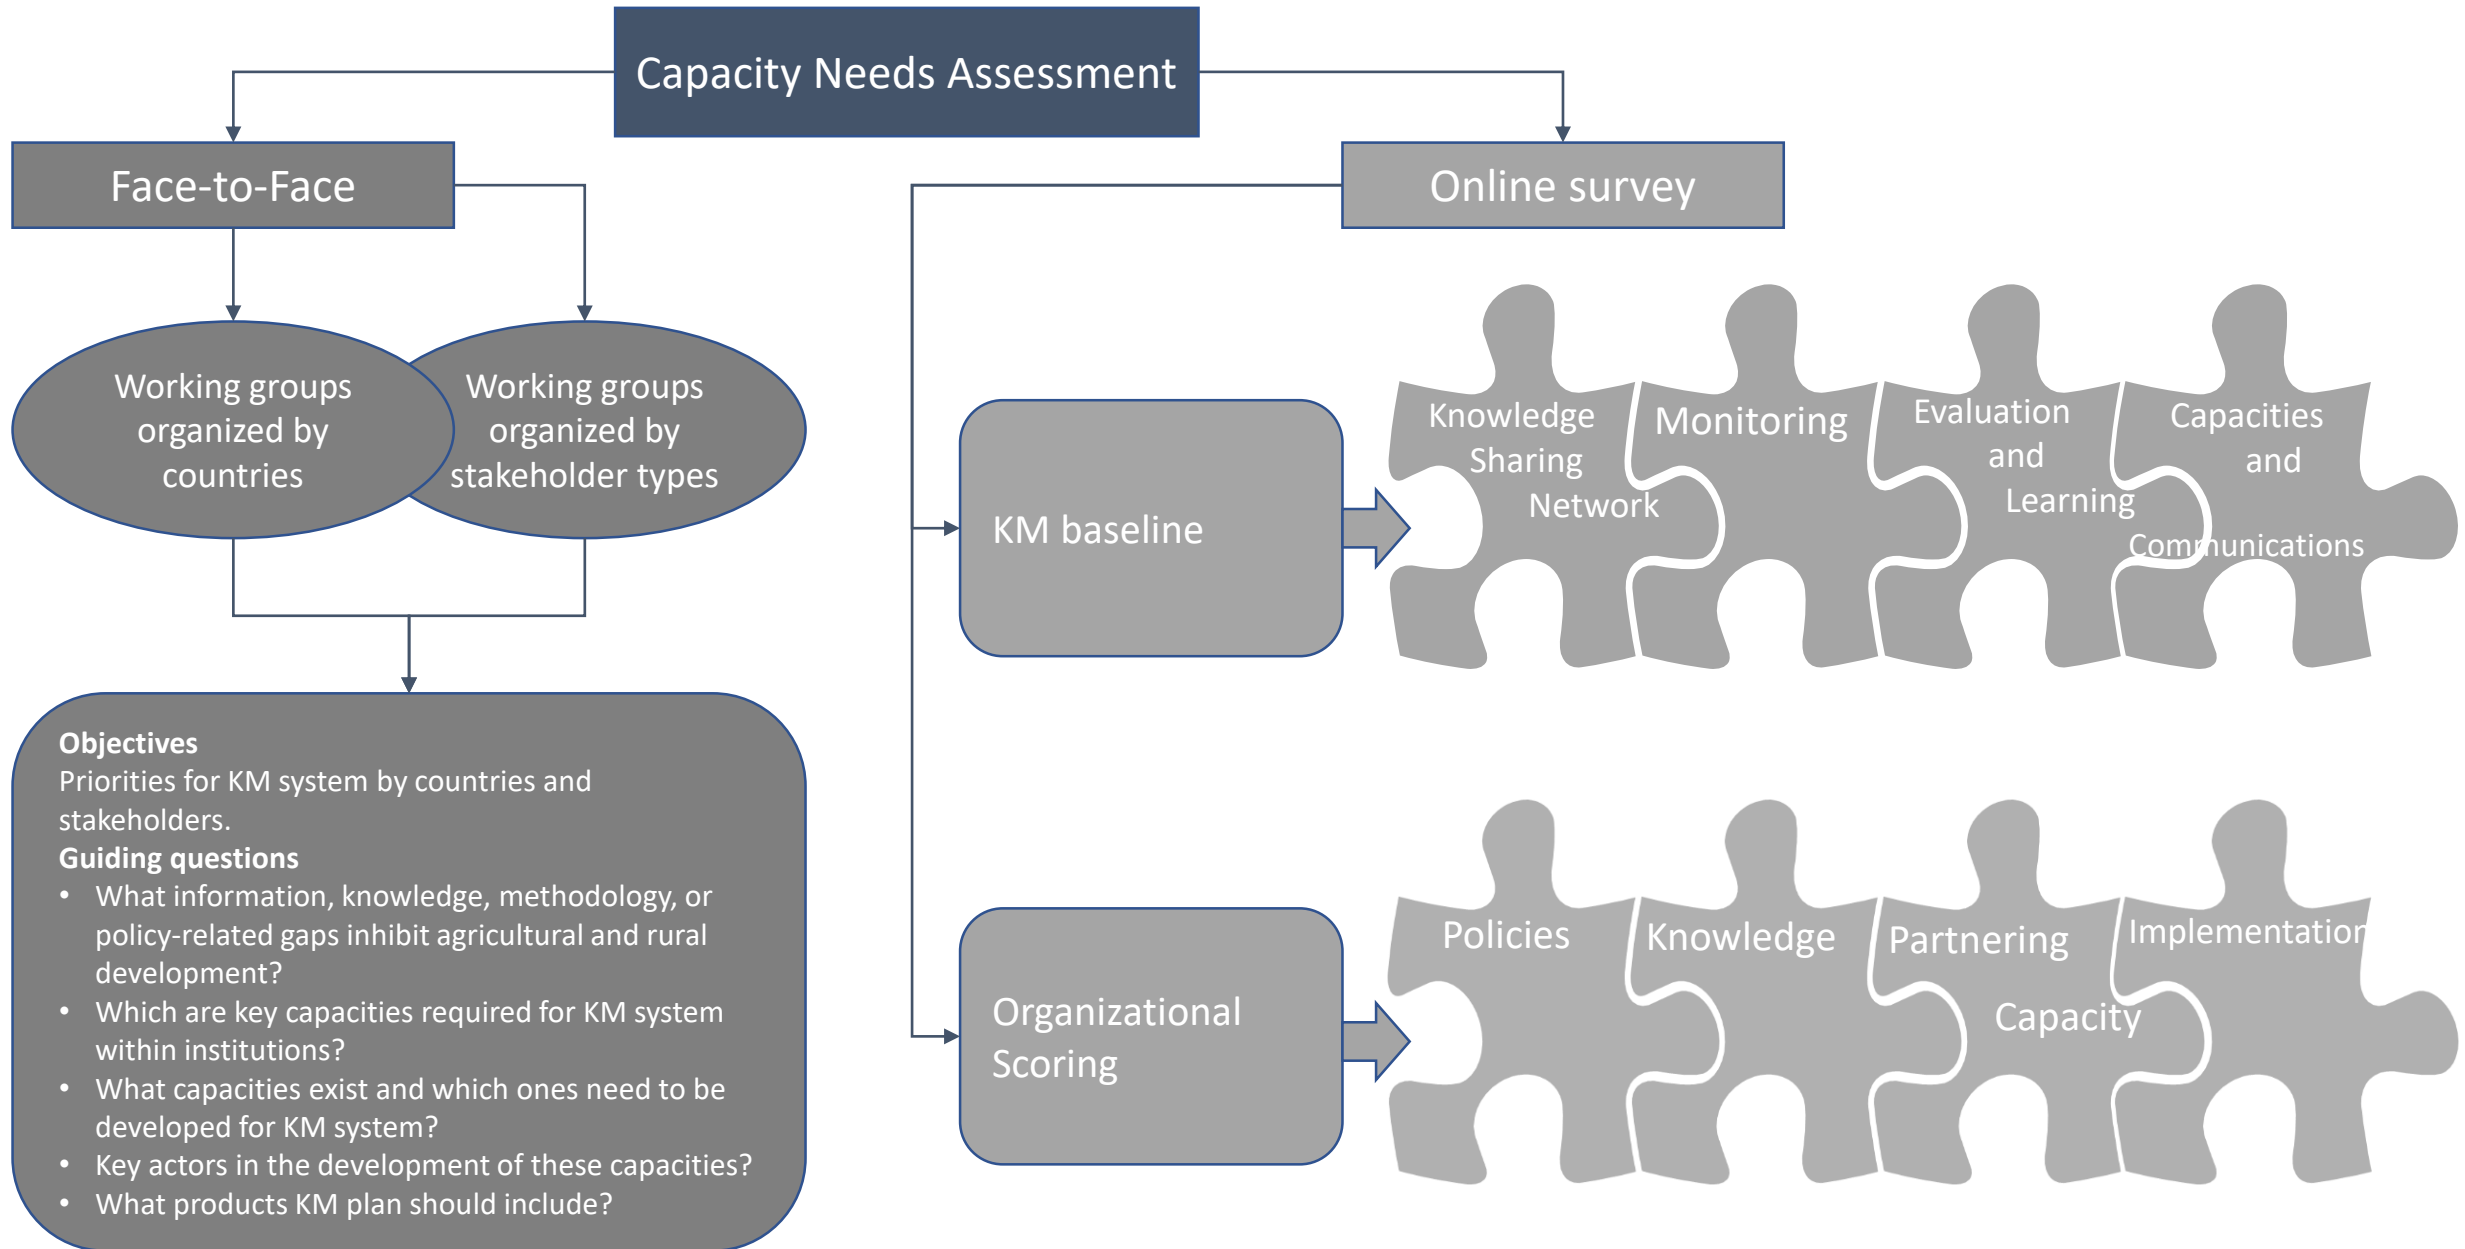 Capacity Needs Assessment
Face-to-Face
Online survey
Working groups
organized by
countries
Working groups
organized by
stakeholder types
Objectives
Priorities for KM system by countries and
stakeholders.
Guiding questions
• What information, knowledge, methodology, or
policy-related gaps inhibit agricultural and rural
development?
• Which are key capacities required for KM system
within institutions?
• What capacities exist and which ones need to be
developed for KM system?
• Key actors in the development of these capacities?
• What products KM plan should include?
KM baseline
Knowledge
Sharing
Network
Monitoring
Evaluation
and
Learning
Capacities
and
Communications
Organizational
Scoring
Policies
Knowledge
Partnering
Capacity
Implementation